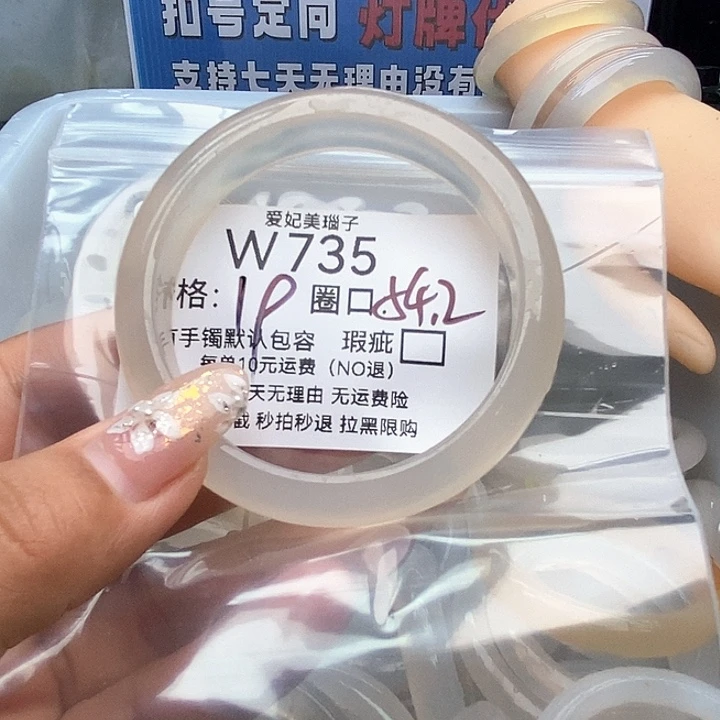 扣号定向 灯牌
支持七天无理由没有
爱妃美瑙子
W735
格: 1P 圈口 54.2
手镯默认包容 瑕疵
每单10元运费（NO退）
天无理由 无运费险
戳 秒拍秒退 拉黑限购